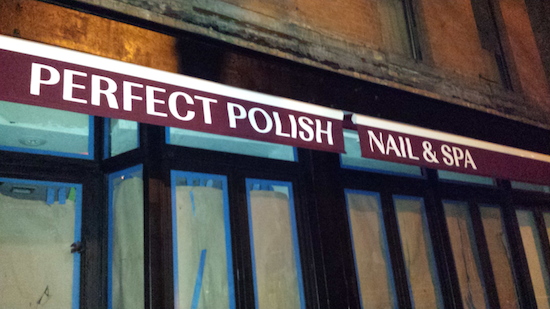 PERFECT POLISH
NAIL & SPA